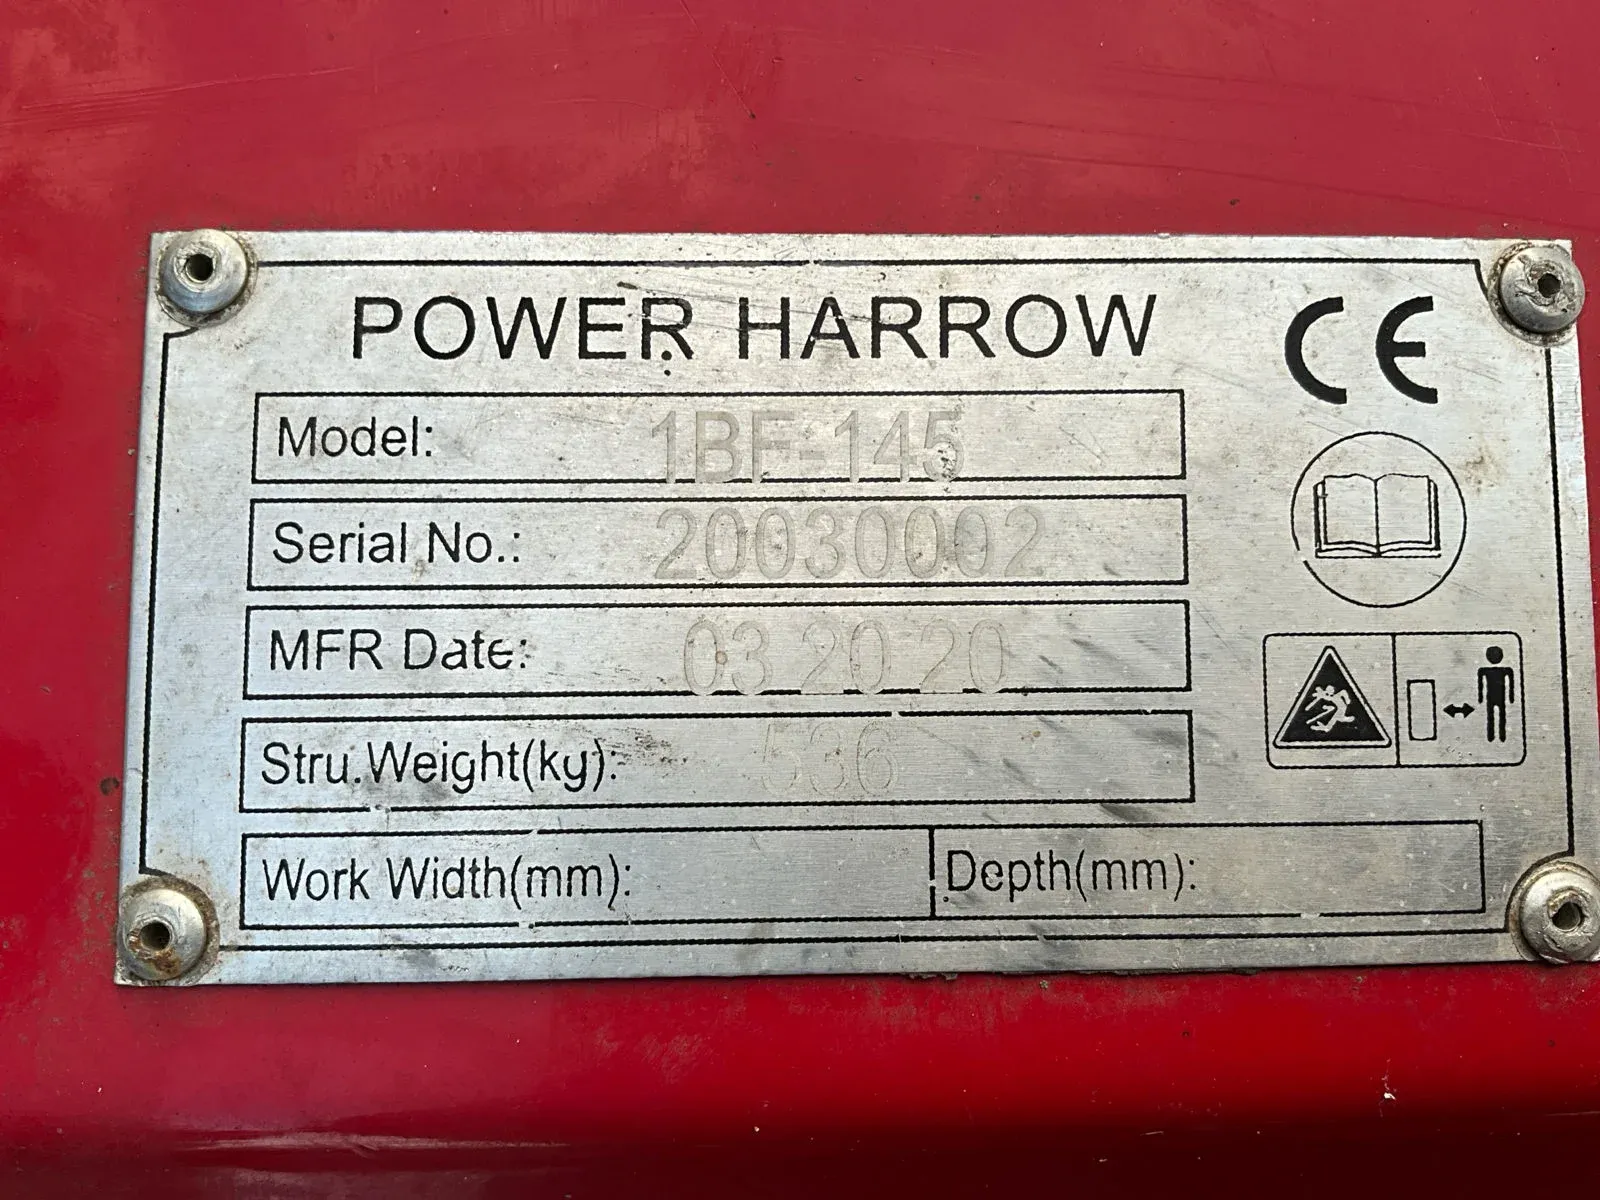 POWER HARROW
CE
Model: 1BF-145
Serial No.: 20030002
MFR Date: 03 20 20
Stru.Weight(ky): 536
Work Width(mm): Depth(mm):